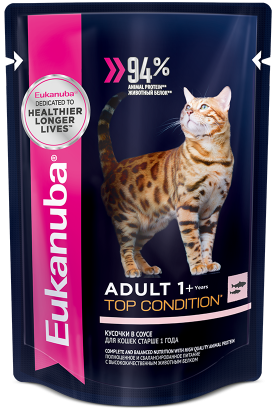 94%
ANIMAL PROTEIN**
ЖИВОТНЫЙ БЕЛОК**
Eukanuba
DEDICATED TO
HEALTHIER
LONGER
LIVES™
Eukanuba®
ADULT 1+ Years
TOP CONDITION*
КУСОЧКИ В СОУСЕ
ДЛЯ КОШЕК СТАРШЕ 1 ГОДА
COMPLETE AND BALANCED NUTRITION WITH HIGH QUALITY ANIMAL PROTEIN
ПОЛНОЦЕННОЕ И СБАЛАНСИРОВАННОЕ ПИТАНИЕ
С ВЫСОКОКАЧЕСТВЕННЫМ ЖИВОТНЫМ БЕЛКОМ